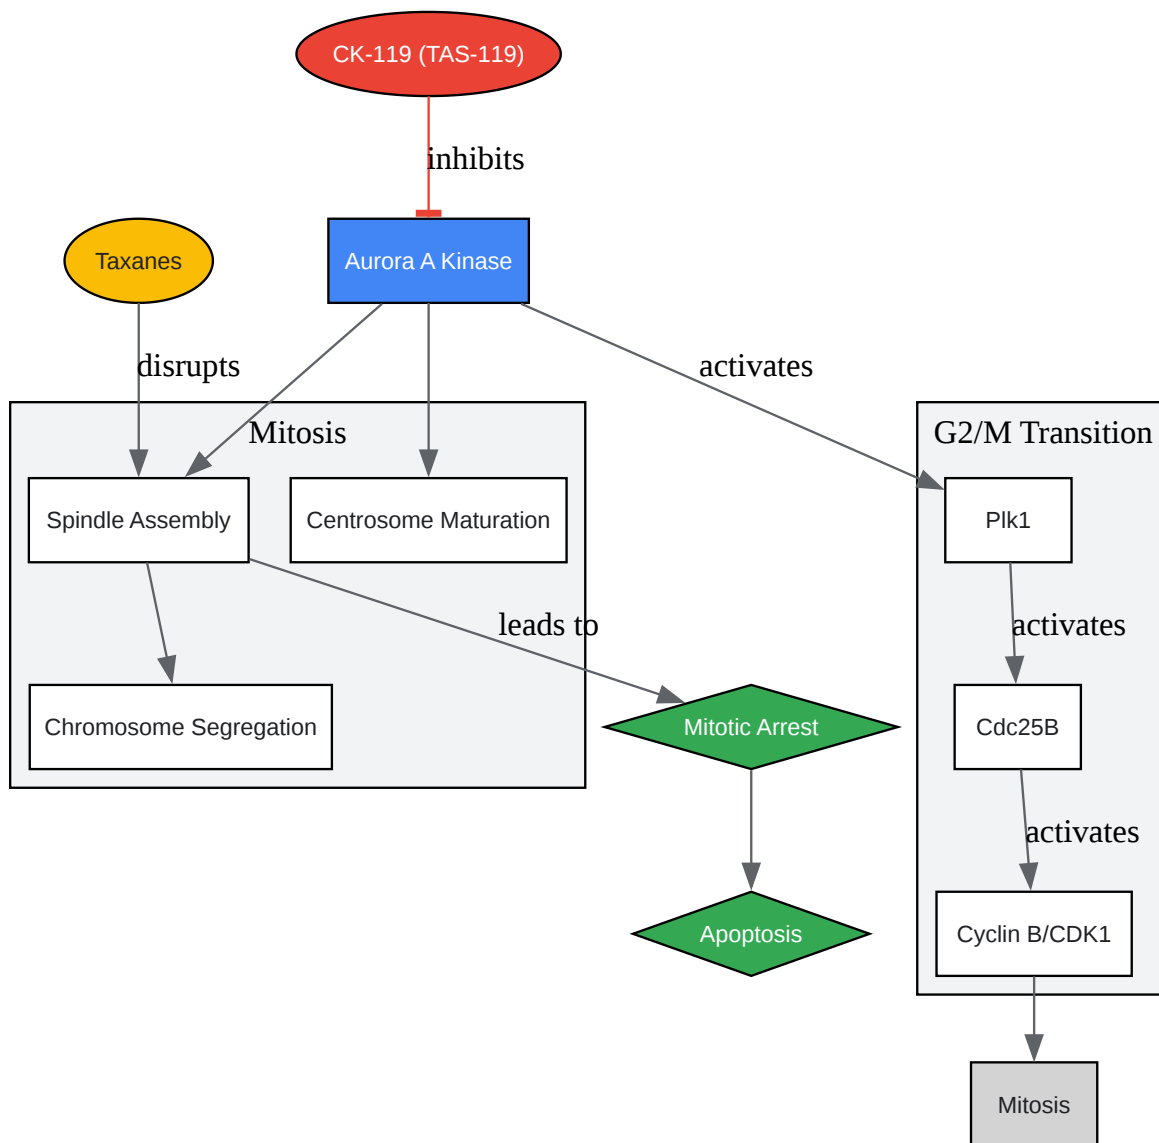 CK-119 (TAS-119)
inhibits
Taxanes
Aurora A Kinase
disrupts
activates
Mitosis
G2/M Transition
Spindle Assembly
Centrosome Maturation
Plk1
leads to
activates
Chromosome Segregation
Mitotic Arrest
Cdc25B
activates
Apoptosis
Cyclin B/CDK1
Mitosis